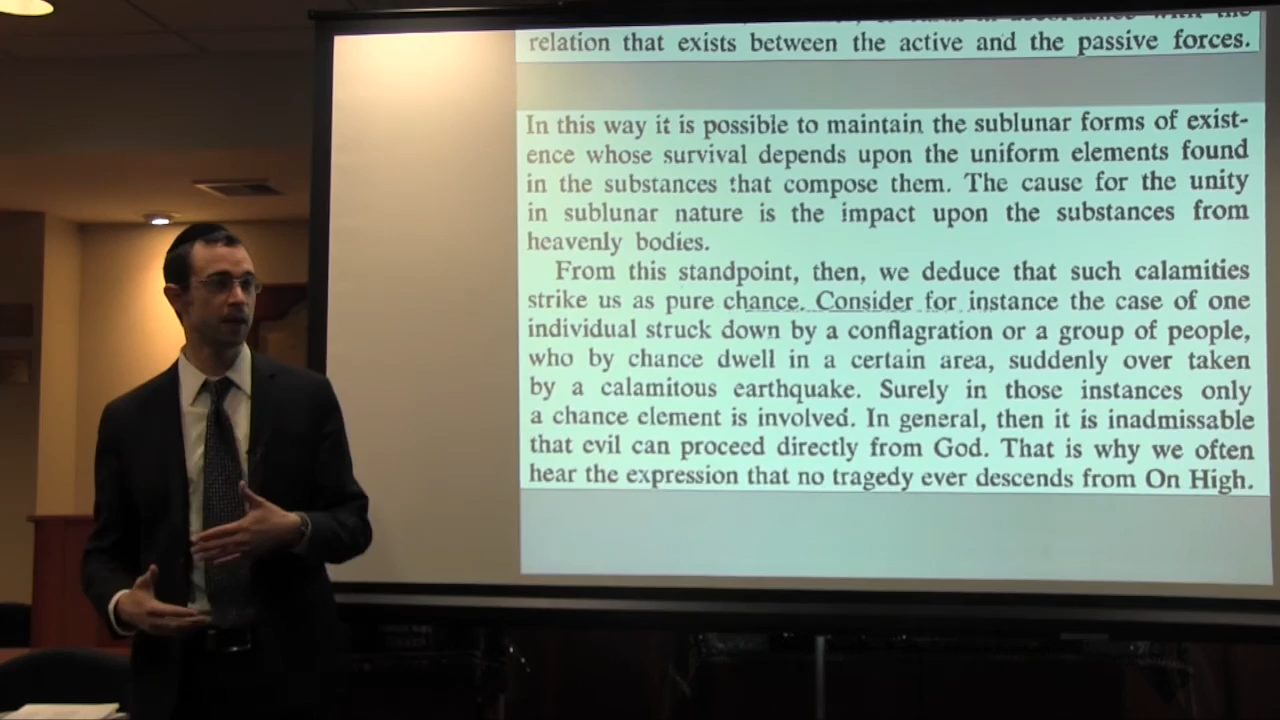 with the
relation that exists between the active and the passive forces.
In this way it is possible to maintain the sublunar forms of exist-
ence whose survival depends upon the uniform elements found
in the substances that compose them. The cause for the unity
in sublunar nature is the impact upon the substances from
heavenly bodies.
From this standpoint, then, we deduce that such calamities
strike us as pure chance. Consider for instance the case of one
individual struck down by a conflagration or a group of people,
who by chance dwell in a certain area, suddenly over taken
by a calamitous earthquake. Surely in those instances only
a chance element is involved. In general, then it is inadmissable
that evil can proceed directly from God. That is why we often
hear the expression that no tragedy ever descends from On High.